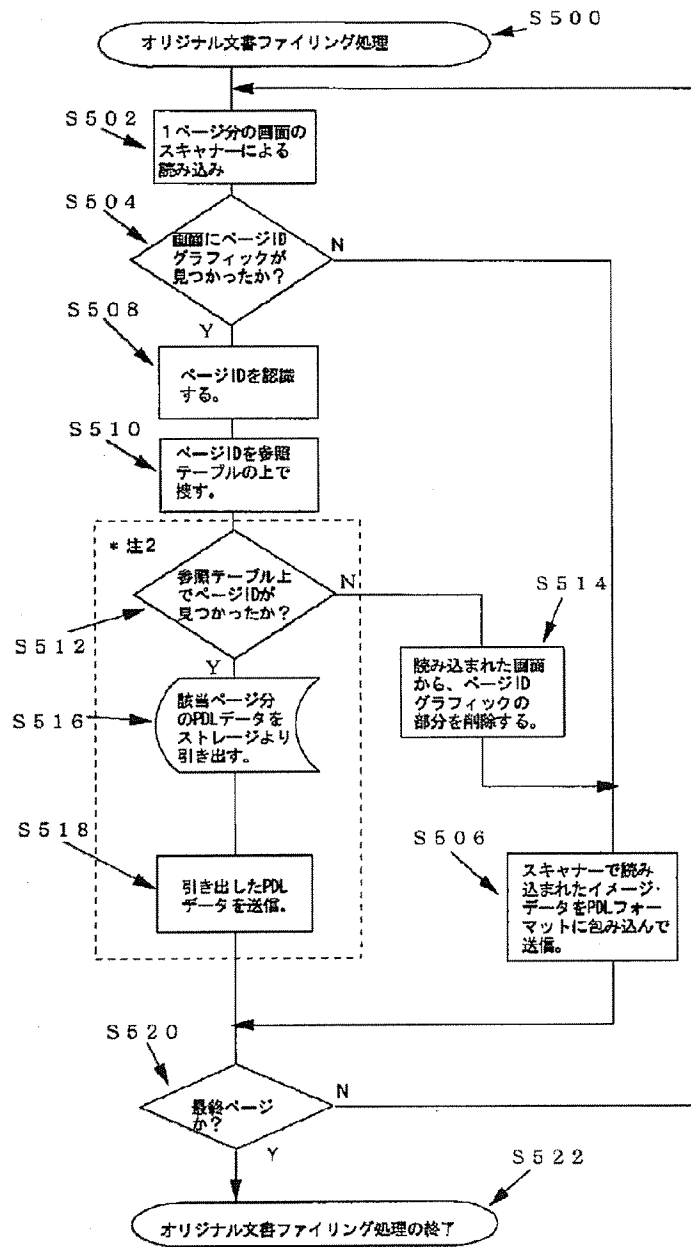 S500
オリジナル文書ファイリング処理
S502
1ページ分の画面の
スキャナーによる
読み込み
S504
画面にページID
グラフィックが
見つかったか?
N
Y
S508
ページIDを認識
する。
S510
ページIDを参照
テーブルの上で
捜す。
*注2
参照テーブル上
でページIDが
見つかったか?
N
S512
Y
S514
読み込まれた画面
から、ページID
グラフィックの
部分を削除する。
S516
該当ページ分
のPDLデータを
ストレージより
引き出す。
S518
引き出したPDL
データを送信。
S506
スキャナーで読み
込まれたイメージ・
データをPDLフォー
マットに包み込んで
送信。
S520
最終ページ
か?
N
Y
S522
オリジナル文書ファイリング処理の終了